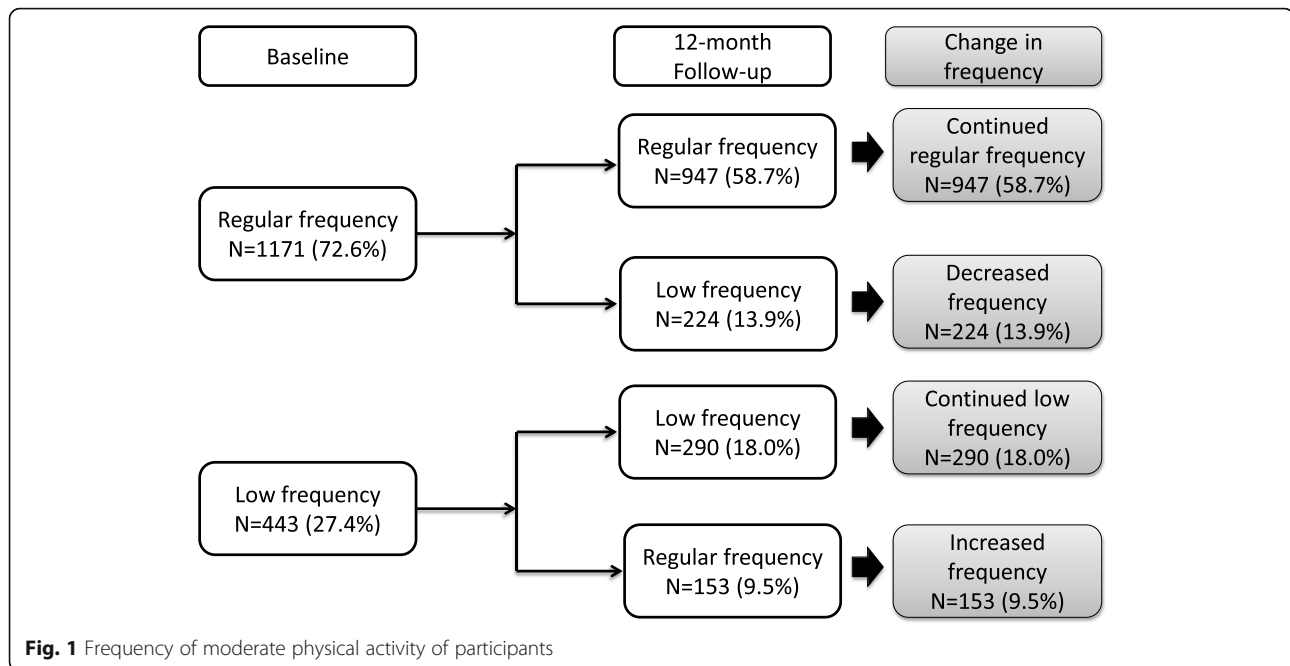 Baseline
12-month
Follow-up
Change in
frequency
Regular frequency
N=1171 (72.6%)
Regular frequency
N=947 (58.7%)
Continued
regular frequency
N=947 (58.7%)
Low frequency
N=224 (13.9%)
Decreased
frequency
N=224 (13.9%)
Low frequency
N=443 (27.4%)
Low frequency
N=290 (18.0%)
Continued low
frequency
N=290 (18.0%)
Regular frequency
N=153 (9.5%)
Increased
frequency
N=153 (9.5%)
Fig. 1 Frequency of moderate physical activity of participants